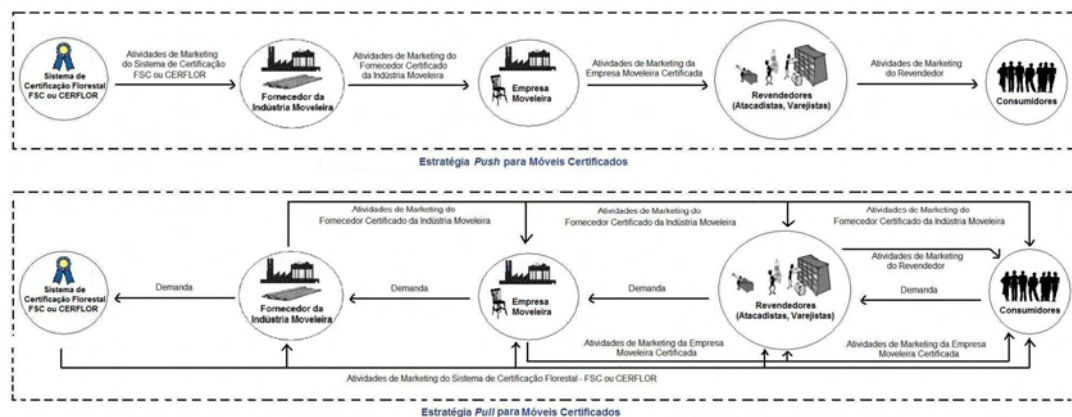 Sistema de
Certificação Florestal
FSC ou CERFLOR
Atividades de Marketing
do Sistema de Certificação
FSC ou CERFLOR
Fornecedor da
Indústria Moveleira
Atividades de Marketing do
Fornecedor Certificado
da Indústria Moveleira
Empresa
Moveleira
Atividades de Marketing da
Empresa Moveleira Certificada
Revendedores
(Atacadistas, Varejistas)
Atividades de Marketing
do Revendedor
Consumidores
Estratégia Push para Móveis Certificados
Atividades de Marketing do
Fornecedor Certificado da Indústria Moveleira
Atividades de Marketing do
Fornecedor Certificado da Indústria Moveleira
Atividades de Marketing do
Fornecedor Certificado da Indústria Moveleira
Sistema de
Certificação Florestal
FSC ou CERFLOR
Demanda
Fornecedor da
Indústria Moveleira
Demanda
Empresa
Moveleira
Demanda
Revendedores
(Atacadistas, Varejistas)
Atividades de Marketing
do Revendedor
Demanda
Consumidores
Atividades de Marketing da Empresa
Moveleira Certificada
Atividades de Marketing da Empresa
Moveleira Certificada
Atividades de Marketing do Sistema de Certificação Florestal - FSC ou CERFLOR
Estratégia Pull para Móveis Certificados